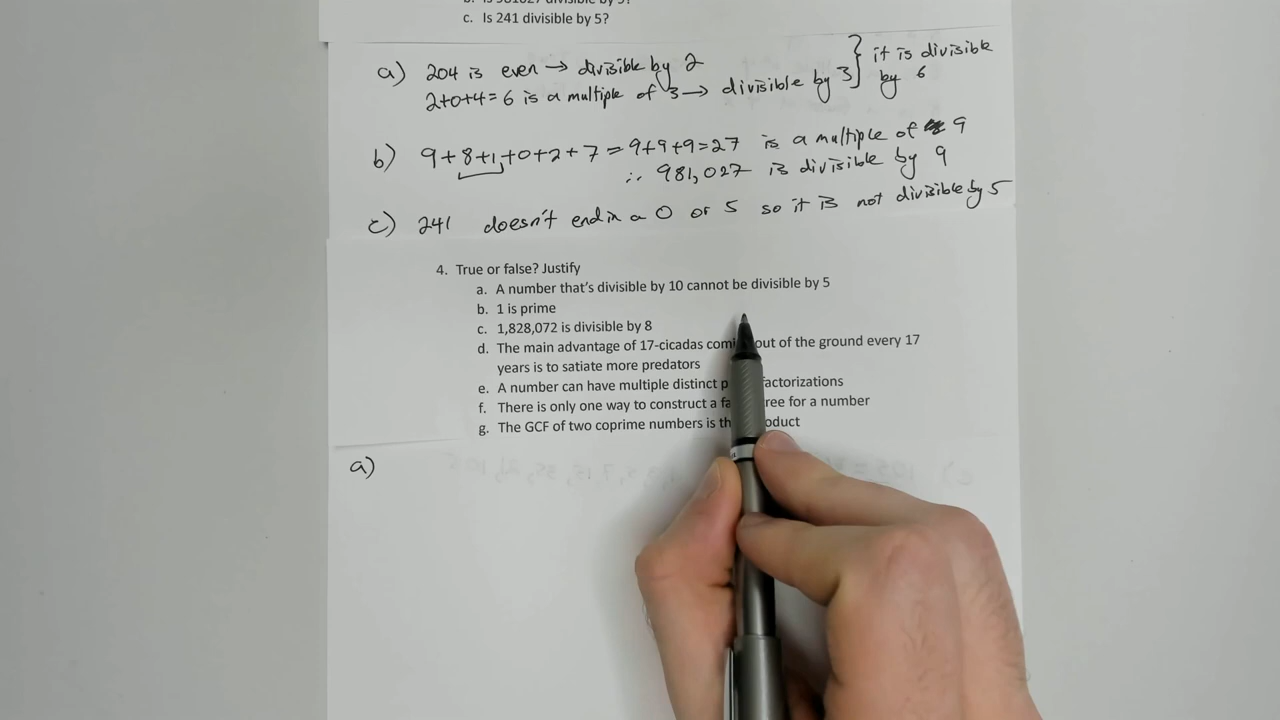 c. Is 241 divisible by 5?
a) 204 is even → divisible by 2
2+0+4=6 is a multiple of 3 → divisible by 3 } it is divisible by 6
b) 9+8+1+0+2+7 = 9+9+9=27 is a multiple of 9
∴ 981,027 is divisible by 9
c) 241 doesn't end in a 0 or 5 so it is not divisible by 5
4. True or false? Justify
a. A number that's divisible by 10 cannot be divisible by 5
b. 1 is prime
c. 1,828,072 is divisible by 8
d. The main advantage of 17-cicadas out of the ground every 17
years is to satiate more predators
e. A number can have multiple distinct factorizations
f. There is only one way to construct a for a number
g. The GCF of two coprime numbers is
a)